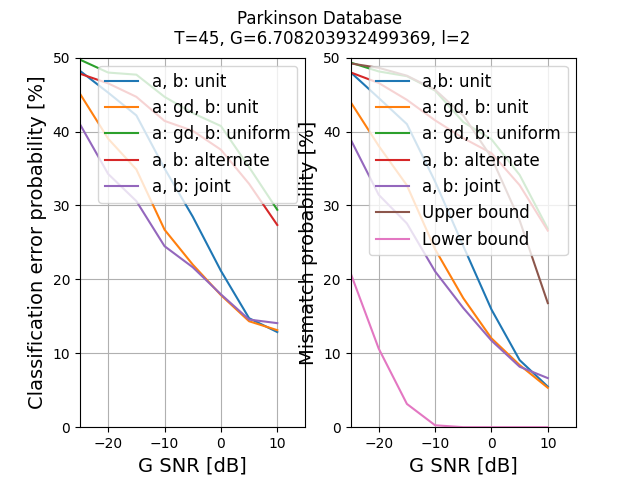 Parkinson Database
T=45, G=6.708203932499369, l=2
Classification error probability [%]
50
40
30
20
10
0
a, b: unit
a: gd, b: unit
a: gd, b: uniform
a, b: alternate
a, b: joint
−20
−10
0
10
G SNR [dB]
Mismatch probability [%]
50
40
30
20
10
0
a,b: unit
a: gd, b: unit
a: gd, b: uniform
a, b: alternate
a, b: joint
Upper bound
Lower bound
−20
−10
0
10
G SNR [dB]